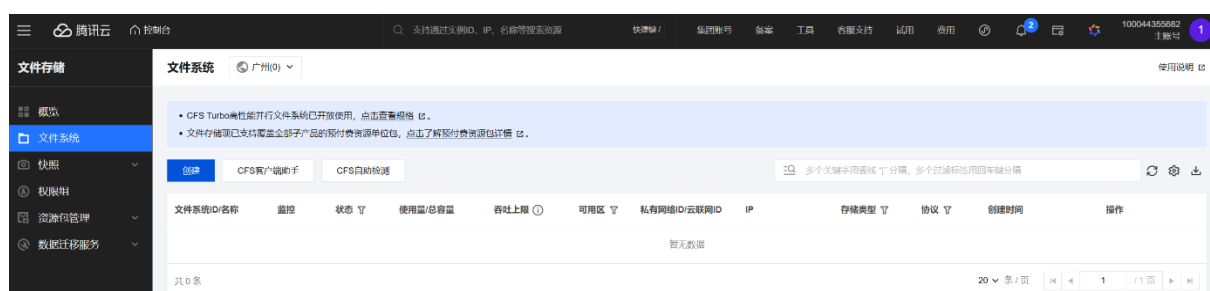 腾讯云 控制台 支持通过实例ID、IP、名称等搜索资源 快捷键/ 集团账号 备案 工具 客服支持 试用 费用 2 100044355682 主账号 1
文件存储 文件系统 广州(0) 使用说明
概览
• CFS Turbo高性能并行文件系统已开放使用，点击查看规格。
文件系统
• 文件存储现已支持覆盖全部子产品的预付费资源单位包，点击了解预付费资源包详情。
快照 创建 CFS客户端助手 CFS自助检测 多个关键字用竖线 "|" 分隔，多个过滤标签用回车键分隔
权限组
资源包管理 文件系统ID/名称 监控 状态 使用量/总容量 吞吐上限 可用区 私有网络ID/云联网ID IP 存储类型 协议 创建时间 操作
数据迁移服务 暂无数据
共 0 条 20 条 / 页 1 / 1 页